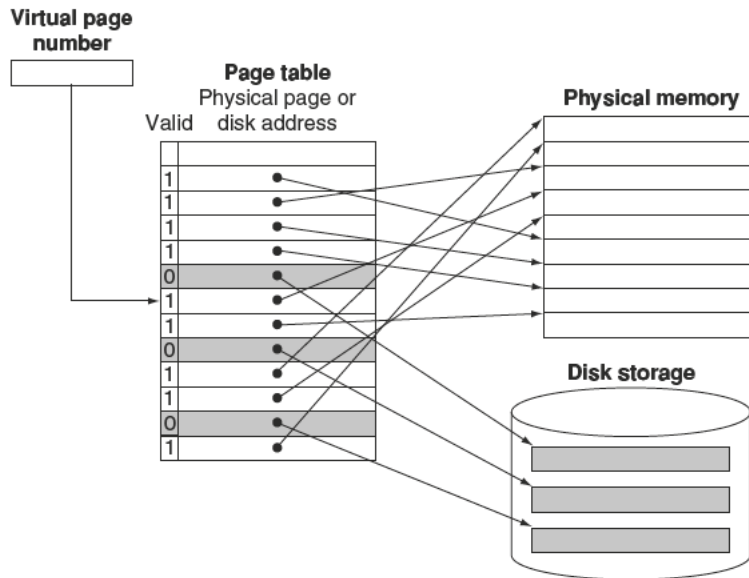 Virtual page
number
Page table
Physical page or
Valid disk address
Physical memory
1
1
1
1
0
1
1
0
1
1
0
1
Disk storage